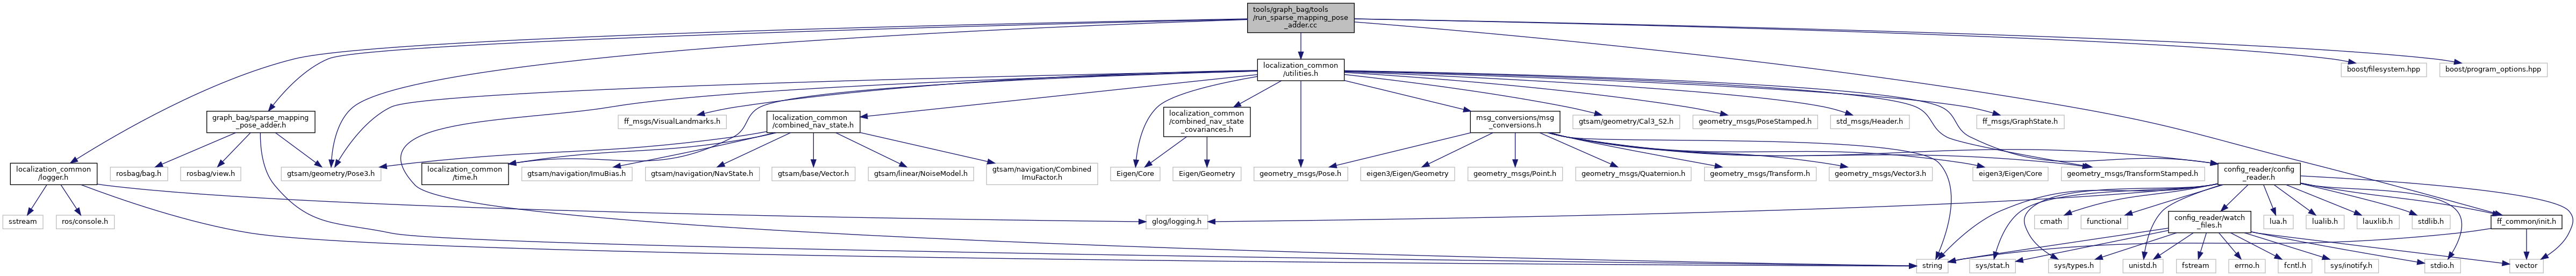 tools/graph_bag/tools
/run_sparse_mapping_pose
_adder.cc
localization_common
/utilities.h
boost/filesystem.hpp
boost/program_options.hpp
graph_bag/sparse_mapping
_pose_adder.h
ff_msgs/VisualLandmarks.h
localization_common
/combined_nav_state.h
localization_common
/combined_nav_state
_covariances.h
msg_conversions/msg
_conversions.h
gtsam/geometry/Cal3_S2.h
geometry_msgs/PoseStamped.h
std_msgs/Header.h
ff_msgs/GraphState.h
localization_common
/logger.h
rosbag/bag.h
rosbag/view.h
gtsam/geometry/Pose3.h
localization_common
/time.h
gtsam/navigation/ImuBias.h
gtsam/navigation/NavState.h
gtsam/base/Vector.h
gtsam/linear/NoiseModel.h
gtsam/navigation/Combined
ImuFactor.h
Eigen/Core
Eigen/Geometry
geometry_msgs/Pose.h
eigen3/Eigen/Geometry
geometry_msgs/Point.h
geometry_msgs/Quaternion.h
geometry_msgs/Transform.h
geometry_msgs/Vector3.h
eigen3/Eigen/Core
geometry_msgs/TransformStamped.h
config_reader/config
_reader.h
sstream
ros/console.h
glog/logging.h
cmath
functional
config_reader/watch
_files.h
lua.h
lualib.h
lauxlib.h
stdlib.h
ff_common/init.h
string
sys/stat.h
sys/types.h
unistd.h
fstream
errno.h
fcntl.h
sys/inotify.h
stdio.h
vector